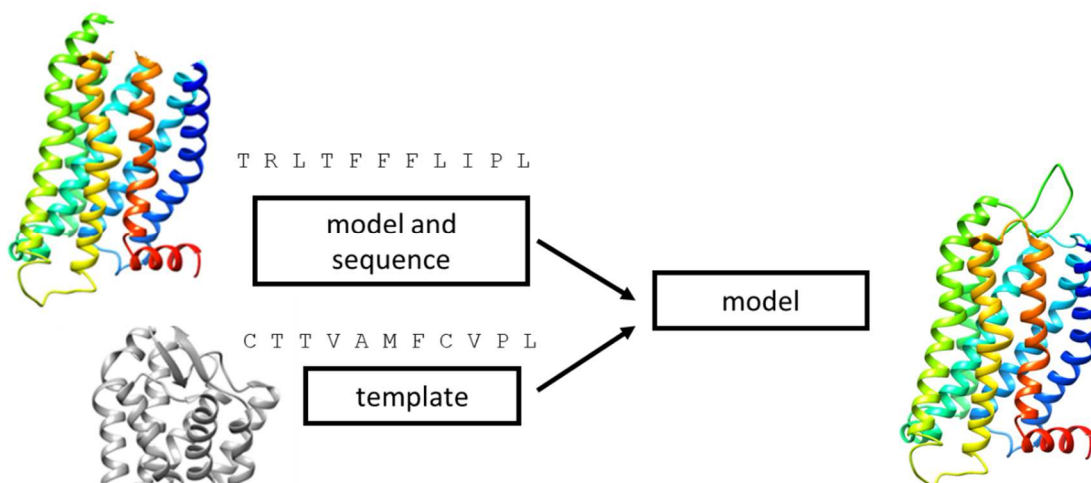 T R L T F F F L I P L
model and
sequence
model
C T T V A M F C V P L
template